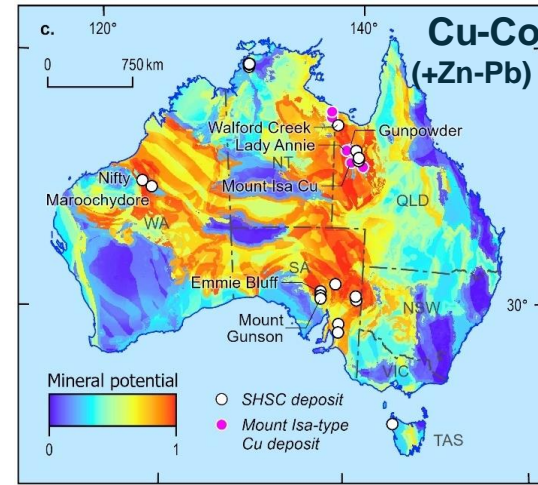 120°
140°
c.
Cu-Co
(+Zn-Pb)
0 750 km
Walford Creek
Gunpowder
Lady Annie
NT
Mount Isa Cu
Nifty
Maroochydore
QLD
WA
Emmie Bluff
SA
30°
Mount
Gunson
NSW
Mineral potential
VIC
0 1
SHSC deposit
Mount Isa-type
Cu deposit
TAS